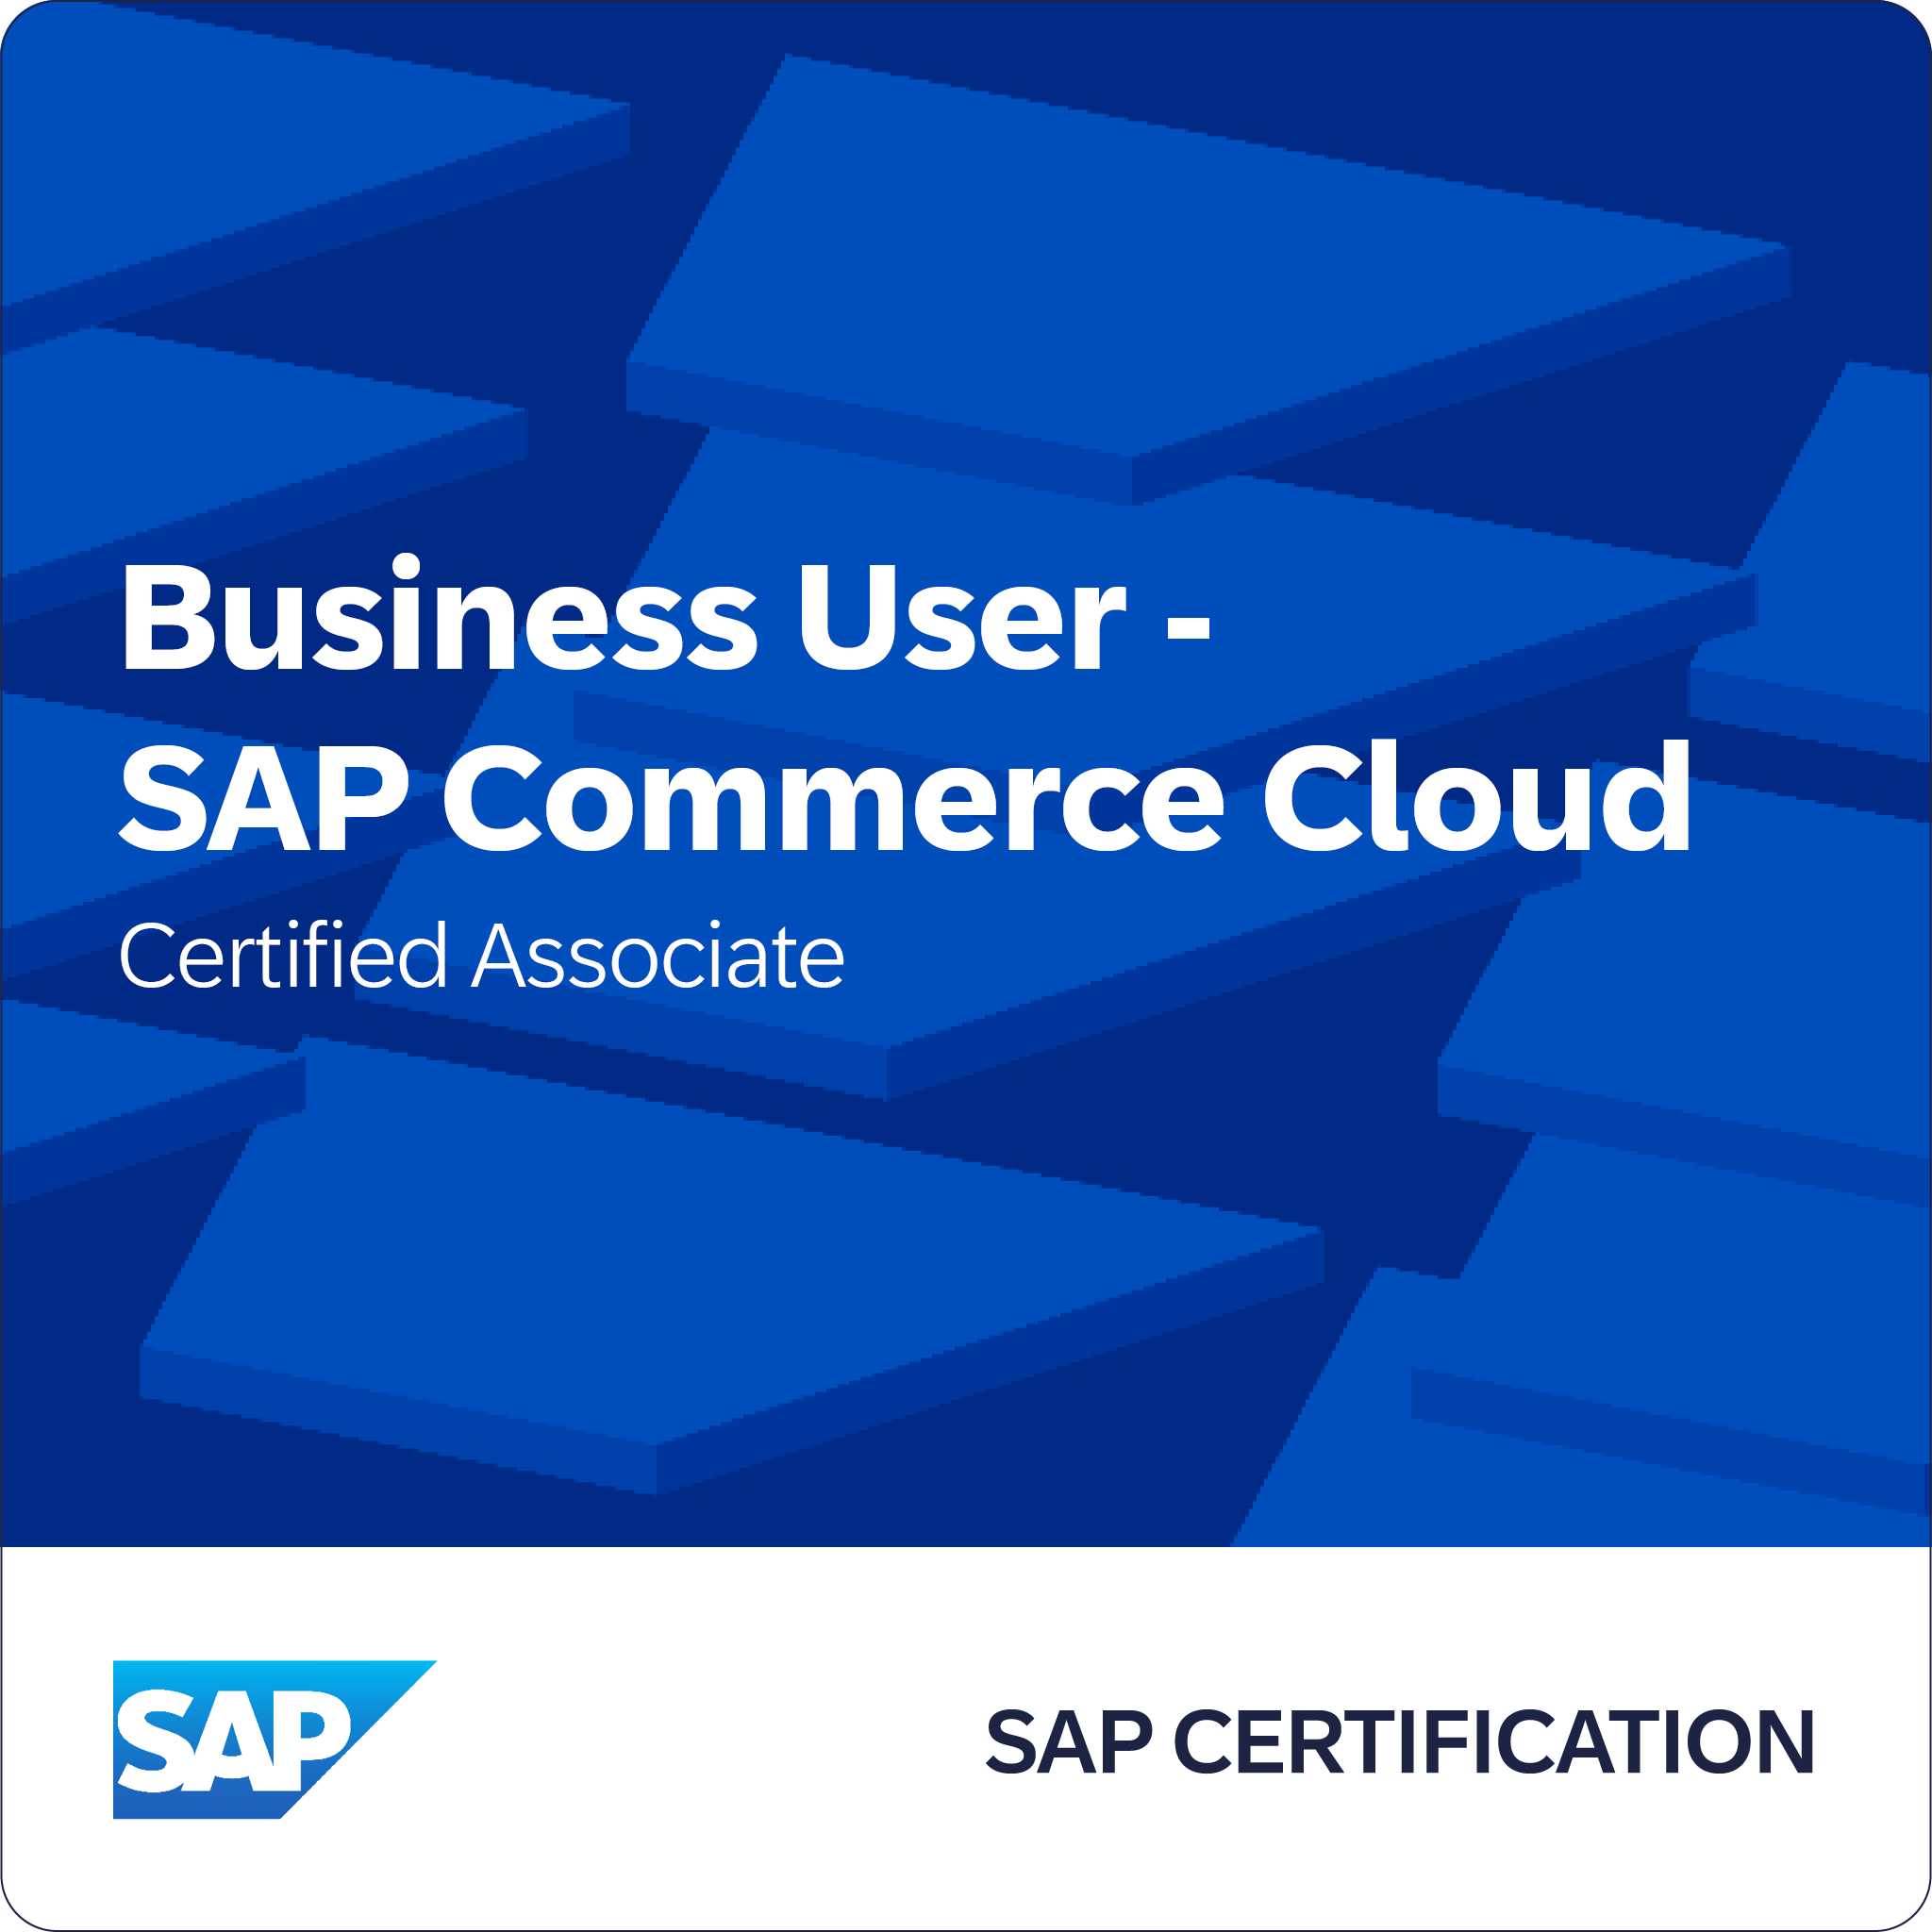 Business User -
SAP Commerce Cloud
Certified Associate
SAP
SAP CERTIFICATION